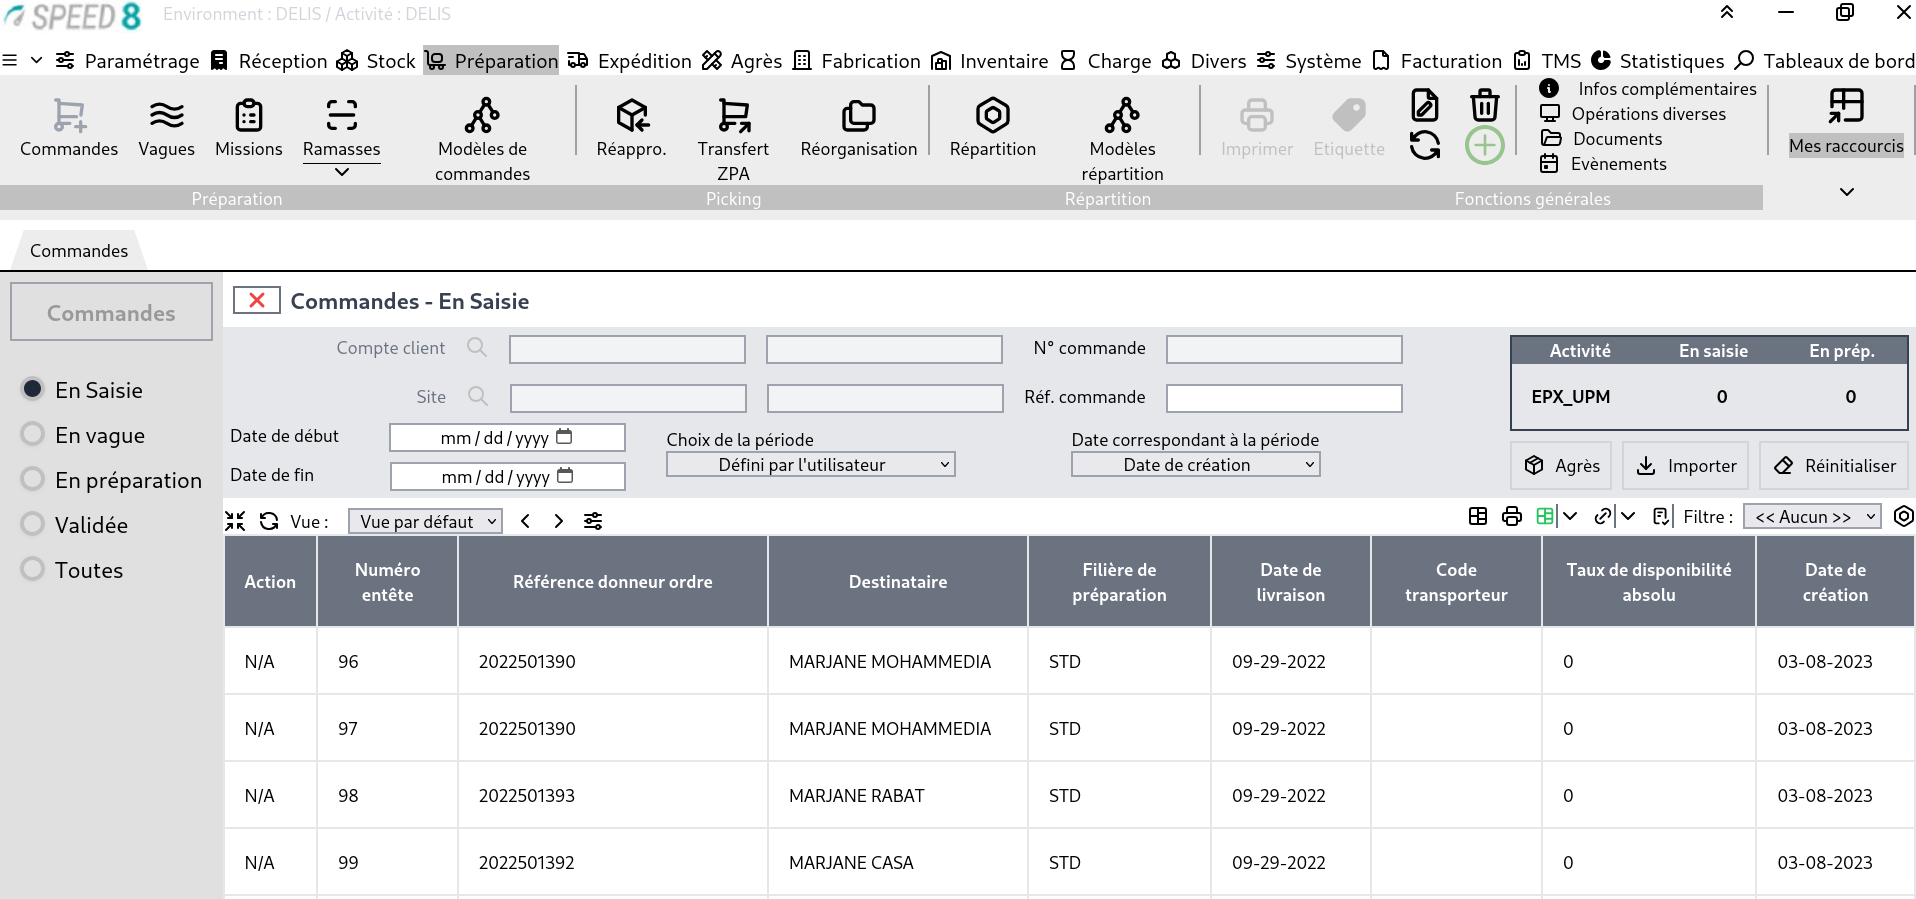 SPEED 8
Environment : DELIS / Activité : DELIS
Paramétrage Réception Stock Préparation Expédition Agrès Fabrication Inventaire Charge Divers Système Facturation TMS Statistiques Tableaux de bord
Commandes Vagues Missions Ramasses Modèles de commandes Réappro. Transfert ZPA Réorganisation Répartition Modèles répartition Imprimer Etiquette
Infos complémentaires
Opérations diverses
Documents
Evènements
Mes raccourcis
Préparation Picking Répartition Fonctions générales
Commandes
Commandes
En Saisie
En vague
En préparation
Validée
Toutes
Commandes - En Saisie
Compte client N° commande
Site Réf. commande
Date de début mm/dd/yyyy
Date de fin mm/dd/yyyy
Choix de la période
Défini par l'utilisateur
Date correspondant à la période
Date de création
Activité En saisie En prép.
EPX_UPM 0 0
Agrès Importer Réinitialiser
Vue : Vue par défaut Filtre : << Aucun >>
Action Numéro entête Référence donneur ordre Destinataire Filière de préparation Date de livraison Code transporteur Taux de disponibilité absolu Date de création
N/A 96 2022501390 MARJANE MOHAMMEDIA STD 09-29-2022 0 03-08-2023
N/A 97 2022501390 MARJANE MOHAMMEDIA STD 09-29-2022 0 03-08-2023
N/A 98 2022501393 MARJANE RABAT STD 09-29-2022 0 03-08-2023
N/A 99 2022501392 MARJANE CASA STD 09-29-2022 0 03-08-2023